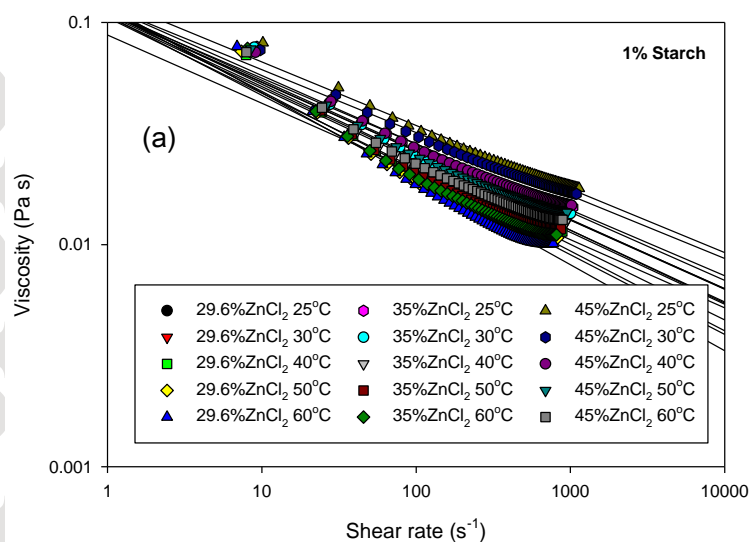 0.1
1% Starch
(a)
Viscosity (Pa s)
0.01
29.6%ZnCl₂ 25°C 35%ZnCl₂ 25°C 45%ZnCl₂ 25°C
29.6%ZnCl₂ 30°C 35%ZnCl₂ 30°C 45%ZnCl₂ 30°C
29.6%ZnCl₂ 40°C 35%ZnCl₂ 40°C 45%ZnCl₂ 40°C
29.6%ZnCl₂ 50°C 35%ZnCl₂ 50°C 45%ZnCl₂ 50°C
29.6%ZnCl₂ 60°C 35%ZnCl₂ 60°C 45%ZnCl₂ 60°C
0.001
1 10 100 1000 10000
Shear rate (s⁻¹)